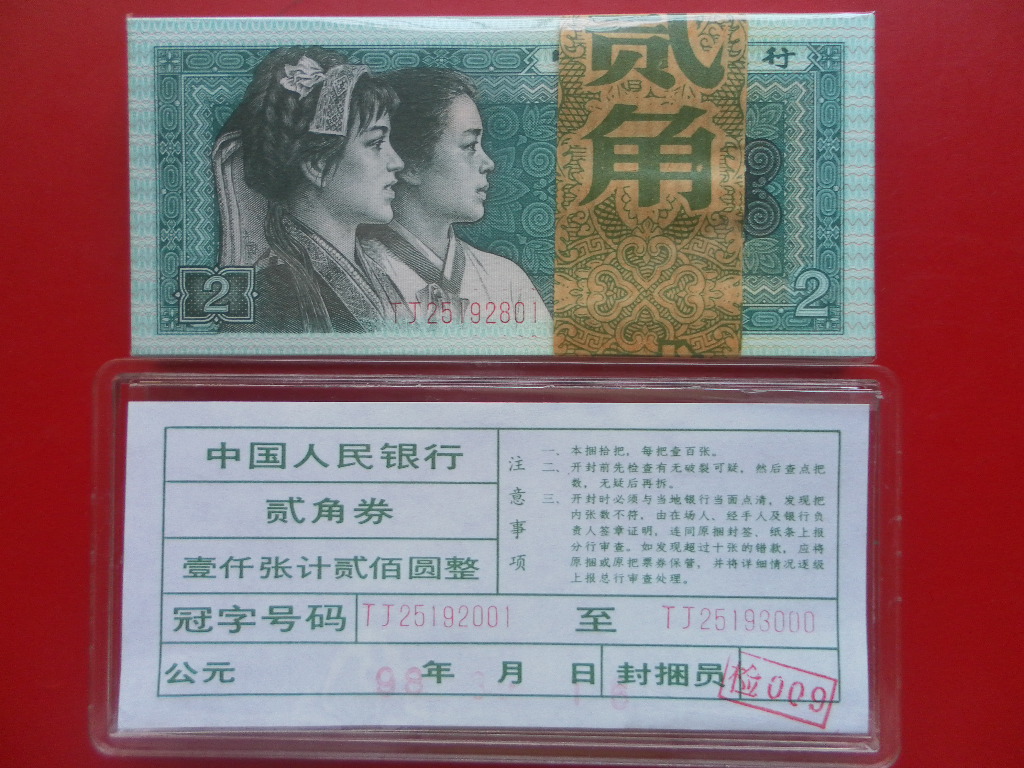 行
贰
角
2
TJ25192801
2
中国人民银行
贰角券
壹仟张计贰佰圆整
注意事项
一、本捆拾把，每把壹百张。
二、开封前先检查有无破裂可疑，然后查点把
数，无疑后再拆。
三、开封时必须与当地银行当面点清，发现把
内张数不符，由在场人、经手人及银行负
责人签章证明，连同原捆封签、纸条上报
分行审查。如发现超过十张的错款，应将
原捆或原把票券保管，并将详细情况逐级
上报总行审查处理。
冠字号码 TJ25192001 至 TJ25193000
公元 98 年 月 日 封捆员 检009